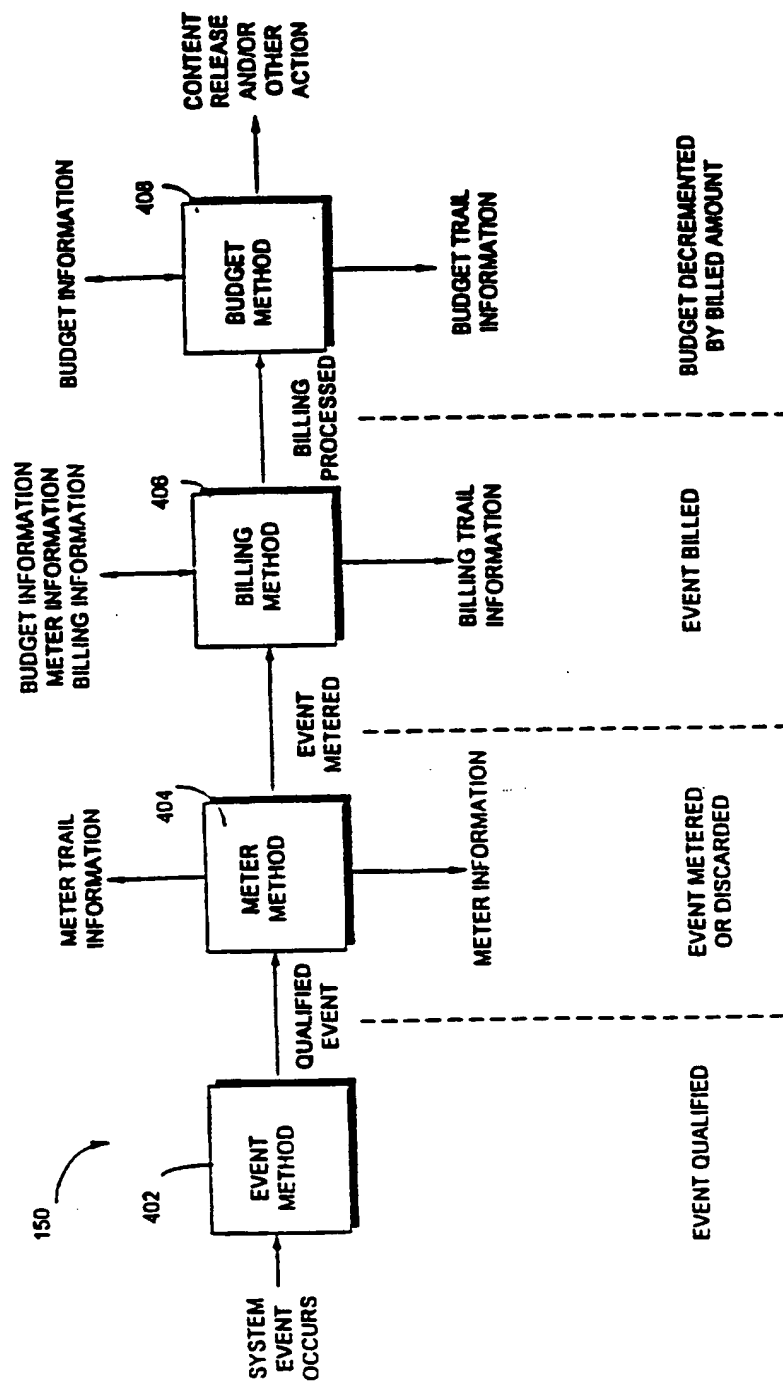 150
SYSTEM
EVENT
OCCURS
402
EVENT
METHOD
QUALIFIED
EVENT
EVENT QUALIFIED
METER TRAIL
INFORMATION
404
METER
METHOD
METER INFORMATION
EVENT METERED
OR DISCARDED
EVENT
METERED
BUDGET INFORMATION
METER INFORMATION
BILLING INFORMATION
406
BILLING
METHOD
BILLING TRAIL
INFORMATION
EVENT BILLED
BILLING
PROCESSED
BUDGET INFORMATION
408
BUDGET
METHOD
BUDGET TRAIL
INFORMATION
BUDGET DECREMENTED
BY BILLED AMOUNT
CONTENT
RELEASE
AND/OR
OTHER
ACTION